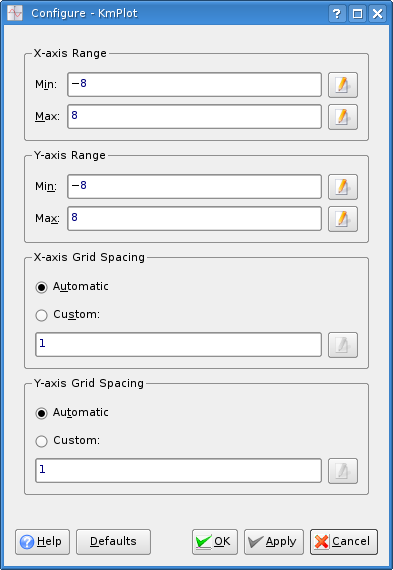 Configure - KmPlot
X-axis Range
Min: −8
Max: 8
Y-axis Range
Min: −8
Max: 8
X-axis Grid Spacing
Automatic
Custom:
1
Y-axis Grid Spacing
Automatic
Custom:
1
Help Defaults OK Apply Cancel